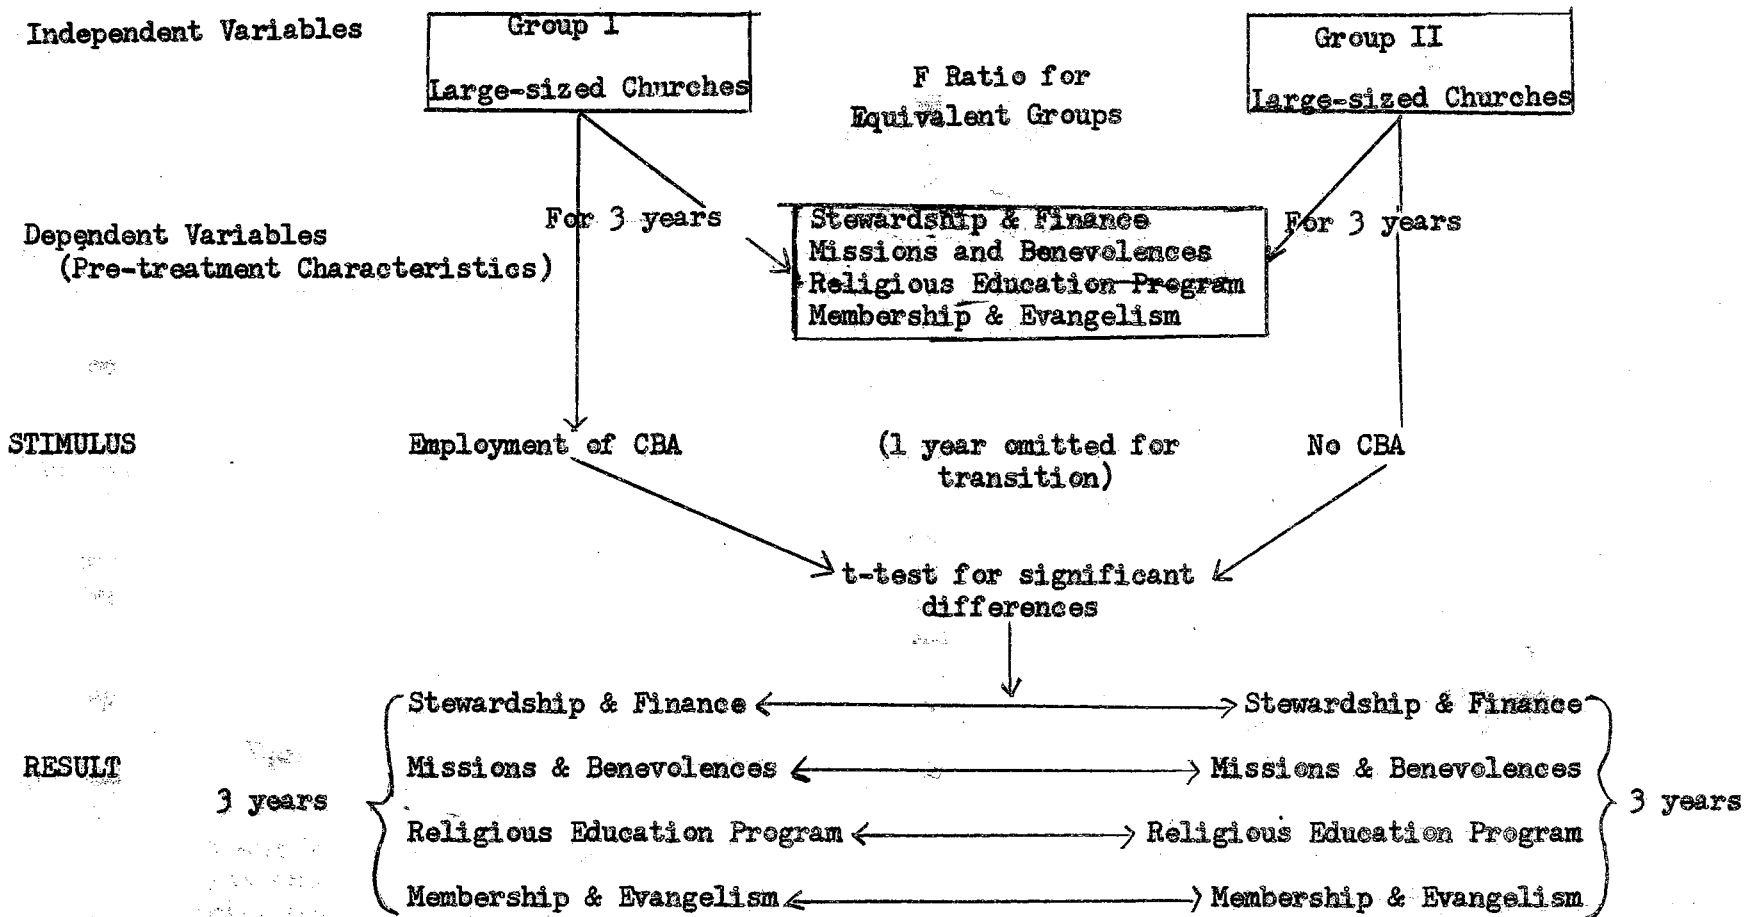 Independent Variables
Group I
Large-sized Churches
F Ratio for
Equivalent Groups
Group II
Large-sized Churches
Dependent Variables
(Pre-treatment Characteristics)
For 3 years
Stewardship & Finance
Missions and Benevolences
Religious Education Program
Membership & Evangelism
For 3 years
STIMULUS
Employment of CBA
(1 year omitted for
transition)
No CBA
t-test for significant
differences
RESULT
3 years
Stewardship & Finance
Stewardship & Finance
Missions & Benevolences
Missions & Benevolences
Religious Education Program
Religious Education Program
Membership & Evangelism
Membership & Evangelism
3 years